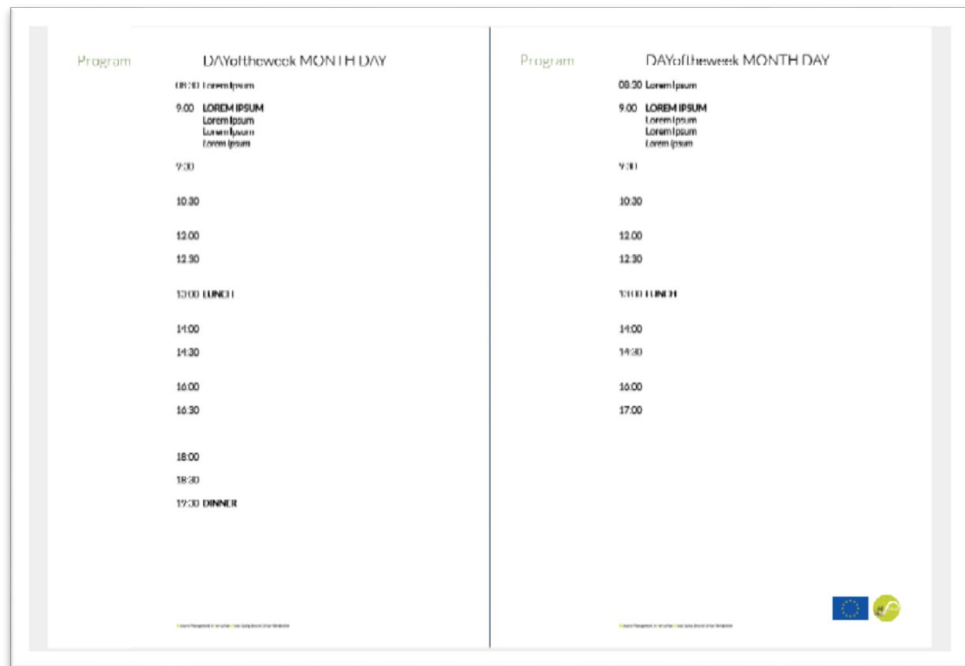 Program
DAYoftheweek MONTH DAY
08:30 Lorem Ipsum
9:00 LOREM IPSUM
Lorem Ipsum
Lorem Ipsum
Lorem Ipsum
9:30
10:30
12:00
12:30
13:00 LUNCH
14:00
14:30
16:00
16:30
18:00
18:30
19:30 DINNER
Program
DAYoftheweek MONTH DAY
08:30 Lorem Ipsum
9:00 LOREM IPSUM
Lorem Ipsum
Lorem Ipsum
Lorem Ipsum
9:30
10:30
12:00
12:30
13:00 LUNCH
14:00
14:30
16:00
17:00